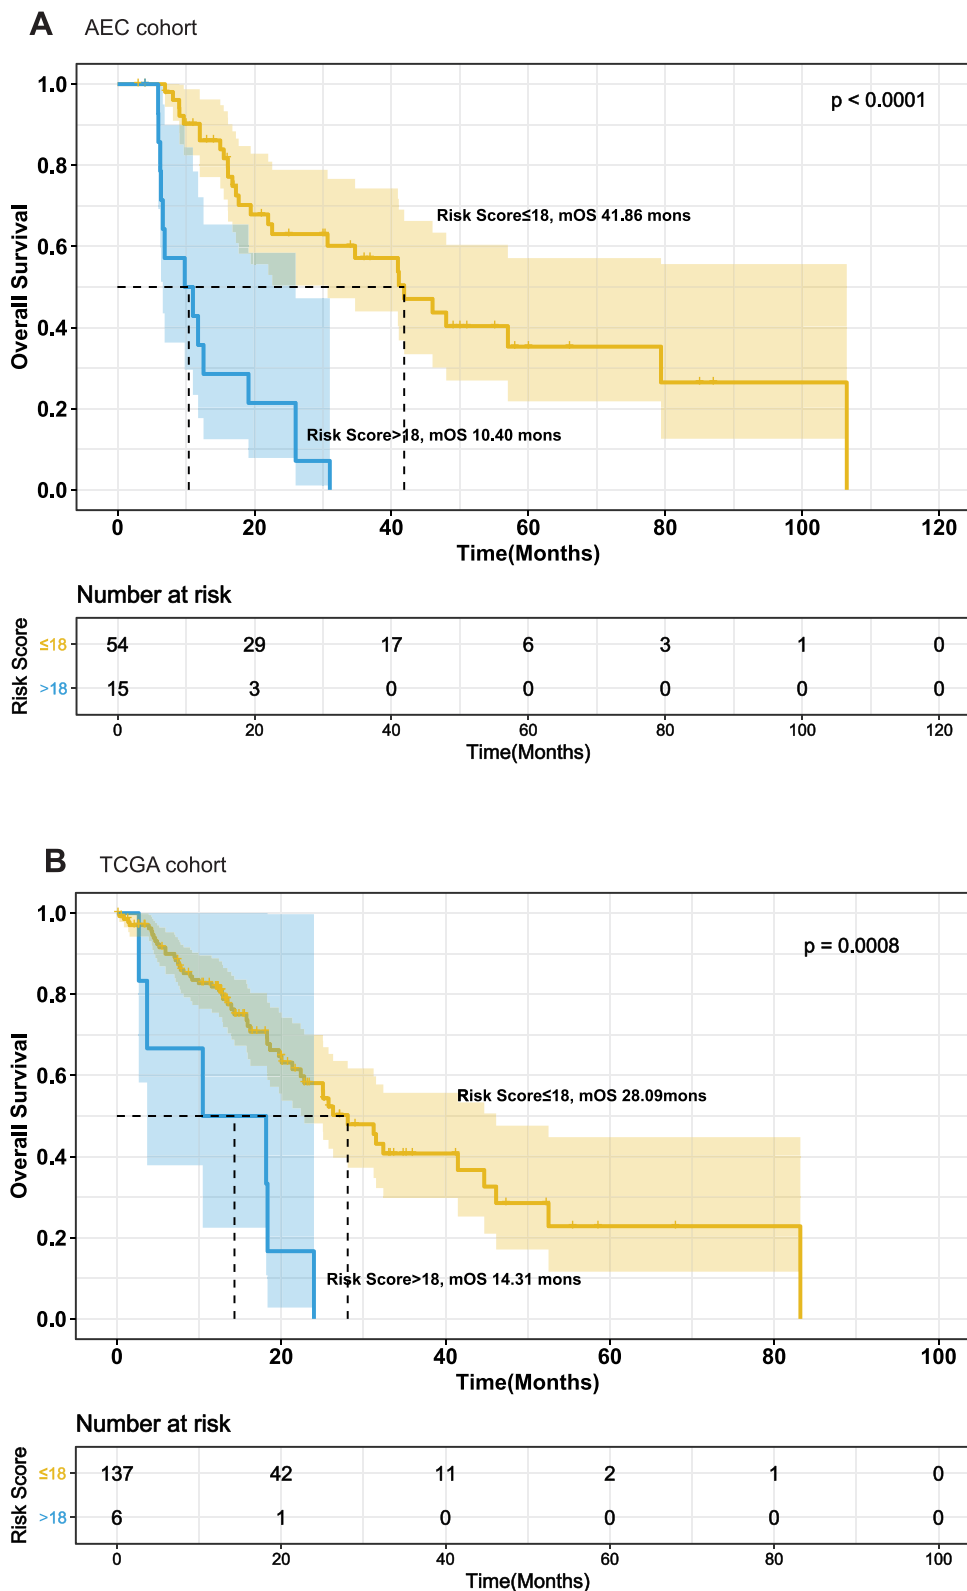 A AEC cohort
1.0
0.8
0.6
0.4
0.2
0.0
Overall Survival
p < 0.0001
Risk Score≤18, mOS 41.86 mons
Risk Score>18, mOS 10.40 mons
0 20 40 60 80 100 120
Time(Months)
Number at risk
Risk Score
≤18 54 29 17 6 3 1 0
>18 15 3 0 0 0 0 0
0 20 40 60 80 100 120
Time(Months)
B TCGA cohort
1.0
0.8
0.6
0.4
0.2
0.0
Overall Survival
p = 0.0008
Risk Score≤18, mOS 28.09mons
Risk Score>18, mOS 14.31 mons
0 20 40 60 80 100
Time(Months)
Number at risk
Risk Score
≤18 137 42 11 2 1 0
>18 6 1 0 0 0 0
0 20 40 60 80 100
Time(Months)